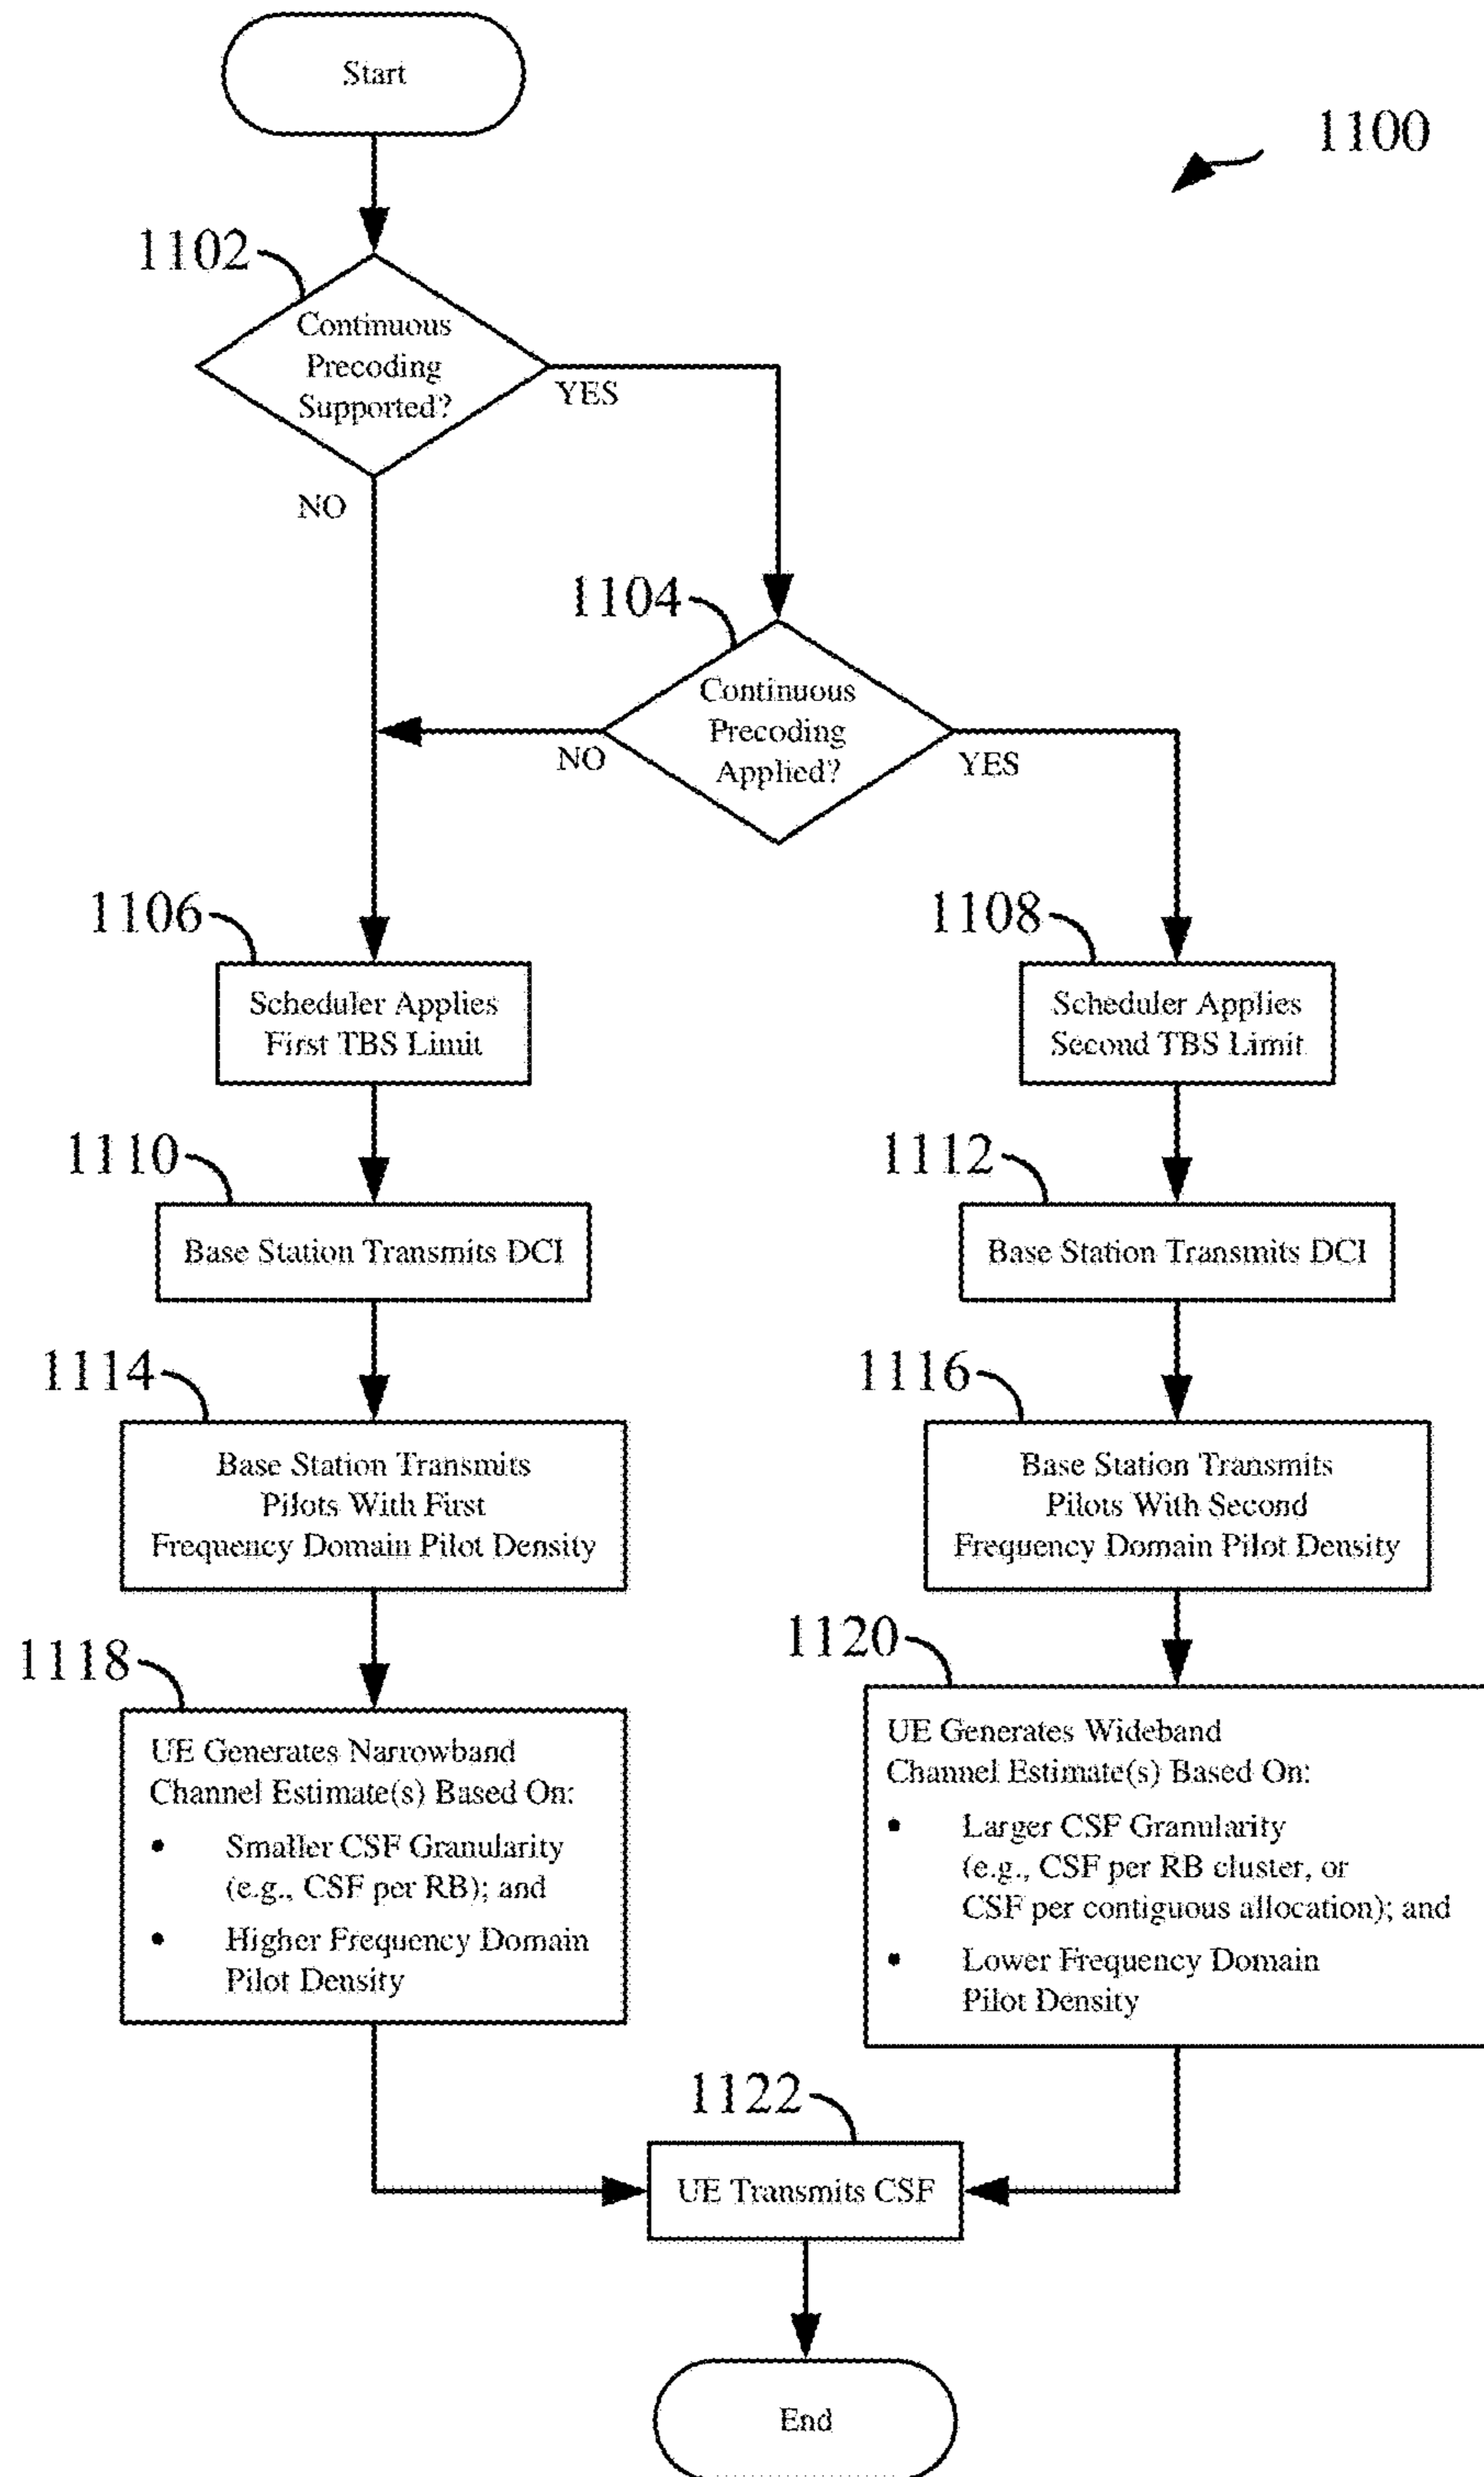 Start
1100
1102
Continuous
Precoding
Supported?
YES
NO
1104
Continuous
Precoding
Applied?
NO
YES
1106
Scheduler Applies
First TBS Limit
1108
Scheduler Applies
Second TBS Limit
1110
Base Station Transmits DCI
1112
Base Station Transmits DCI
1114
Base Station Transmits
Pilots With First
Frequency Domain Pilot Density
1116
Base Station Transmits
Pilots With Second
Frequency Domain Pilot Density
1118
UE Generates Narrowband
Channel Estimate(s) Based On:
• Smaller CSF Granularity
(e.g., CSF per RB); and
• Higher Frequency Domain
Pilot Density
1120
UE Generates Wideband
Channel Estimate(s) Based On:
• Larger CSF Granularity
(e.g., CSF per RB cluster, or
CSF per contiguous allocation); and
• Lower Frequency Domain
Pilot Density
1122
UE Transmits CSF
End